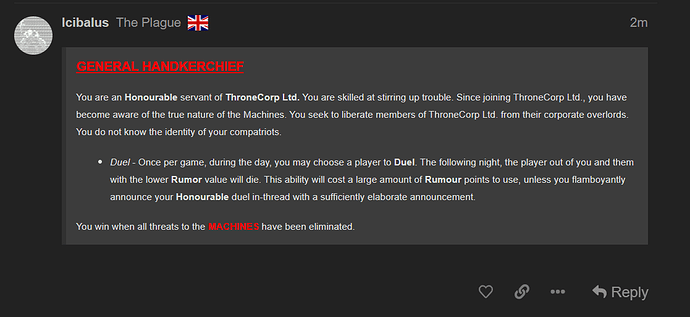 Icibalus The Plague 2m
GENERAL HANDKERCHIEF
You are an Honourable servant of ThroneCorp Ltd. You are skilled at stirring up trouble. Since joining ThroneCorp Ltd., you have
become aware of the true nature of the Machines. You seek to liberate members of ThroneCorp Ltd. from their corporate overlords.
You do not know the identity of your compatriots.
• Duel - Once per game, during the day, you may choose a player to Duel. The following night, the player out of you and them
with the lower Rumor value will die. This ability will cost a large amount of Rumour points to use, unless you flamboyantly
announce your Honourable duel in-thread with a sufficiently elaborate announcement.
You win when all threats to the MACHINES have been eliminated.
Reply